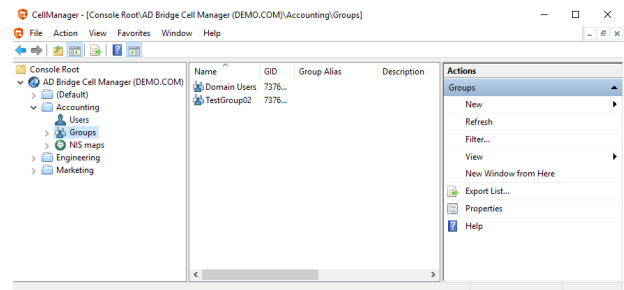 CellManager - [Console Root\AD Bridge Cell Manager (DEMO.COM)\Accounting\Groups]
File Action View Favorites Window Help
Console Root
AD Bridge Cell Manager (DEMO.COM)
(Default)
Accounting
Users
Groups
NIS maps
Engineering
Marketing
Name GID Group Alias Description
Domain Users 7376...
TestGroup02 7376...
Actions
Groups
New
Refresh
Filter...
View
New Window from Here
Export List...
Properties
Help